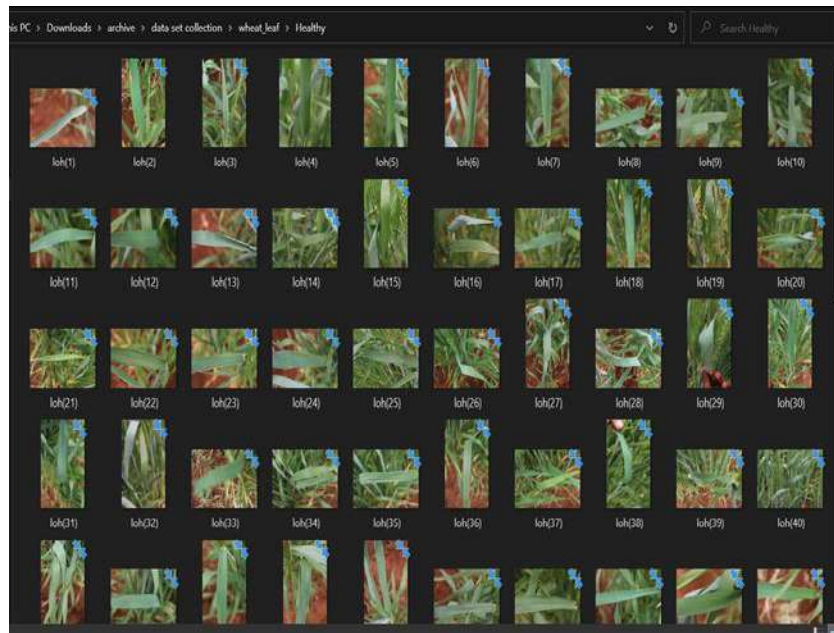 his PC > Downloads > archive > data set collection > wheat_leaf > Healthy
Search Healthy
loh(1) loh(2) loh(3) loh(4) loh(5) loh(6) loh(7) loh(8) loh(9) loh(10)
loh(11) loh(12) loh(13) loh(14) loh(15) loh(16) loh(17) loh(18) loh(19) loh(20)
loh(21) loh(22) loh(23) loh(24) loh(25) loh(26) loh(27) loh(28) loh(29) loh(30)
loh(31) loh(32) loh(33) loh(34) loh(35) loh(36) loh(37) loh(38) loh(39) loh(40)